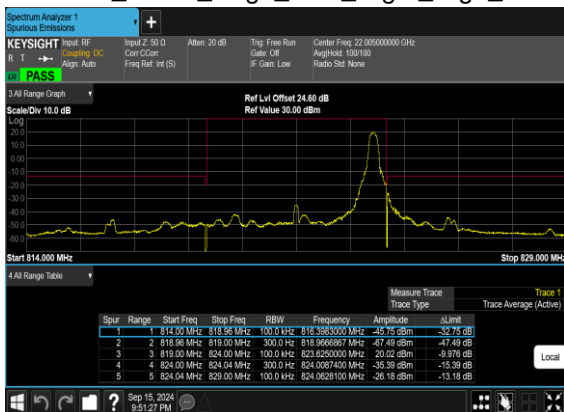 Spectrum Analyzer 1
Spurious Emissions
+
KEYSIGHT Input: RF Input Z: 50 Ω Atten: 20 dB Trig: Free Run Center Freq: 22.005000000 GHz
R T Coupling: DC Corr CCorr Gate: Off Avg|Hold: 100/100
Align: Auto Freq Ref: Int (S) IF Gain: Low Radio Std: None
PASS
3 All Range Graph Ref Lvl Offset 24.60 dB
Scale/Div 10.0 dB Ref Value 30.00 dBm
Log
20.0
10.0
0.00
-10.0
-20.0
-30.0
-40.0
-50.0
-60.0
Start 814.000 MHz Stop 829.000 MHz
4 All Range Table
Measure Trace Trace 1
Trace Type Trace Average (Active)
Spur Range Start Freq Stop Freq RBW Frequency Amplitude ΔLimit
1 1 814.00 MHz 818.96 MHz 100.0 kHz 816.3983000 MHz -45.75 dBm -32.75 dB
2 2 818.96 MHz 819.00 MHz 300.0 Hz 818.9666867 MHz -67.49 dBm -47.49 dB
3 3 819.00 MHz 824.00 MHz 100.0 kHz 823.6250000 MHz 20.02 dBm -9.976 dB
4 4 824.00 MHz 824.04 MHz 300.0 Hz 824.0087400 MHz -35.39 dBm -15.39 dB
5 5 824.04 MHz 829.00 MHz 100.0 kHz 824.0628100 MHz -26.18 dBm -13.18 dB
Local
? Sep 15, 2024
9:51:27 PM